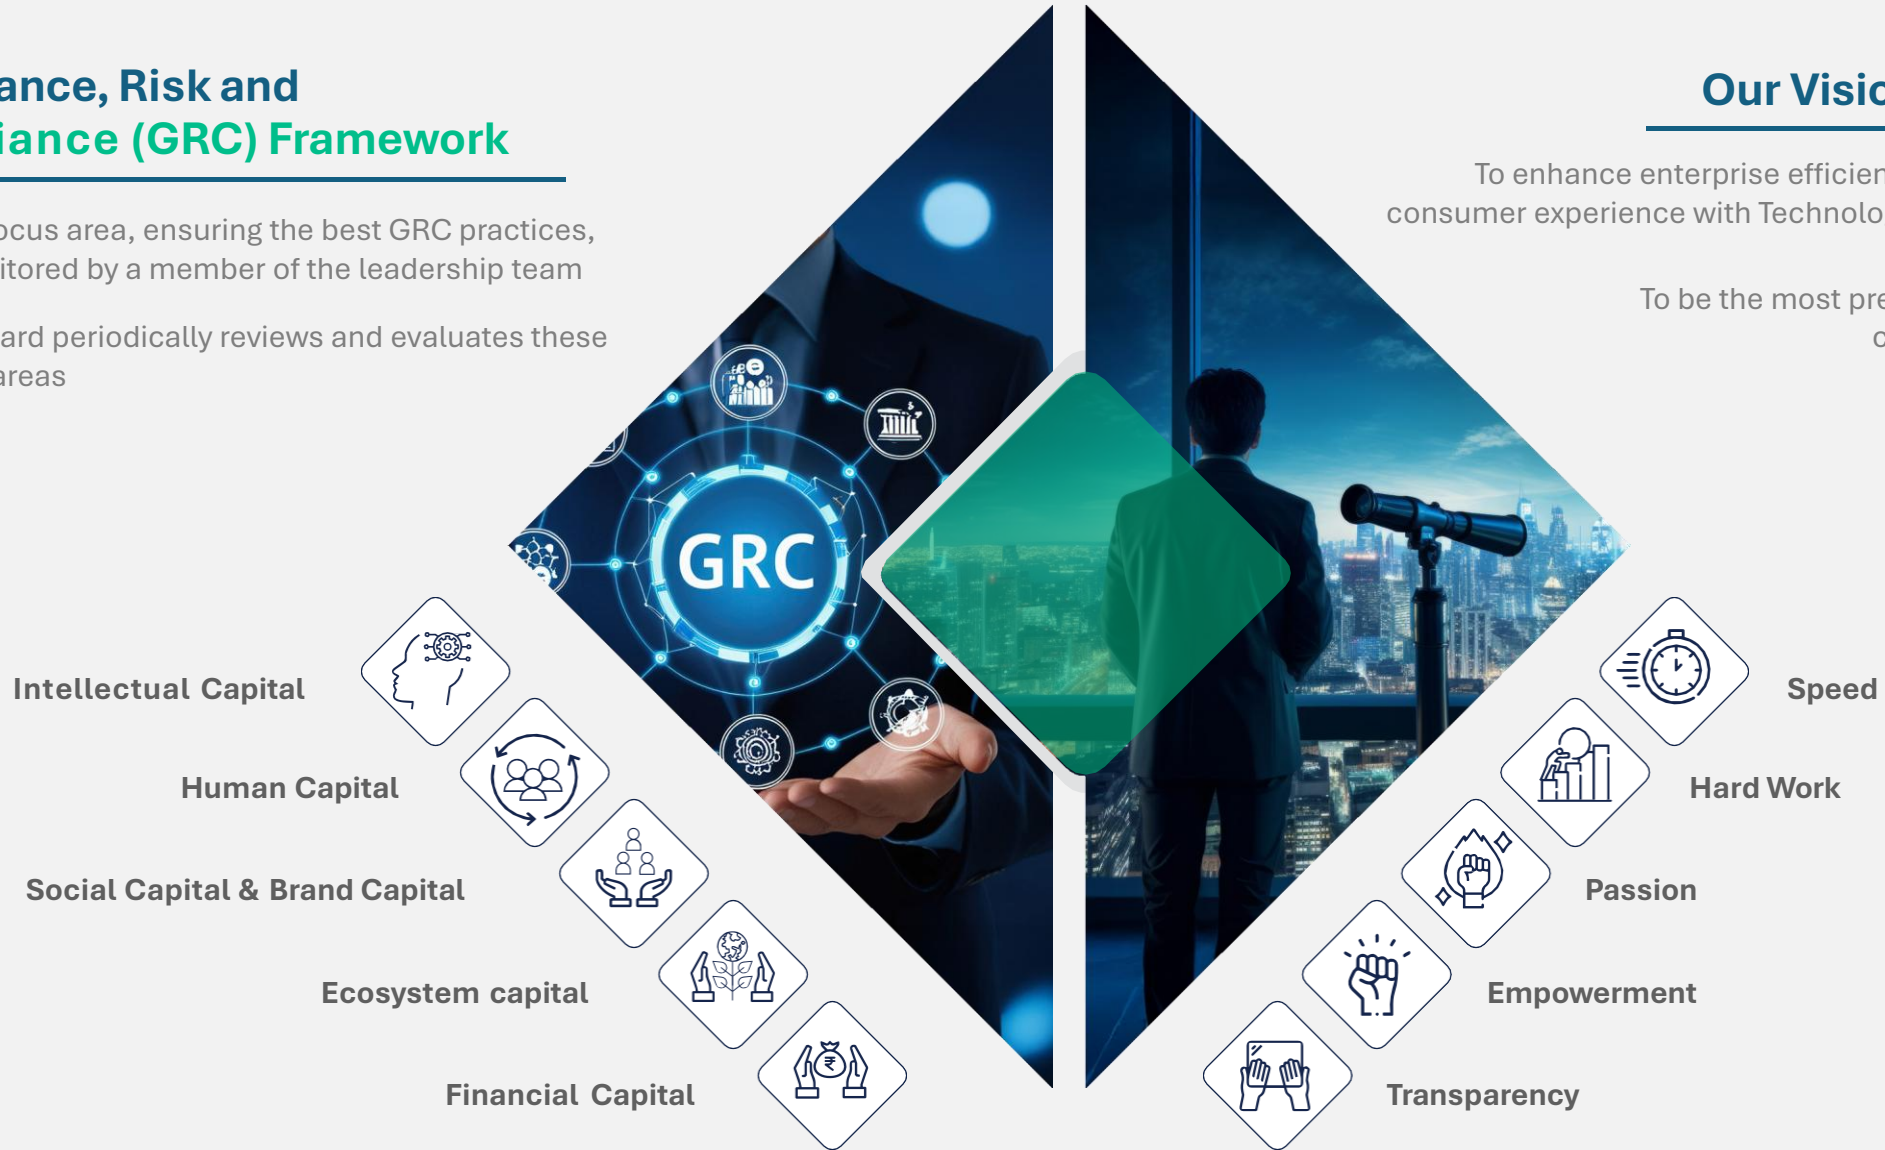 ance, Risk and
iance (GRC) Framework
ocus area, ensuring the best GRC practices,
itored by a member of the leadership team
ard periodically reviews and evaluates these
areas
Our Visio
To enhance enterprise efficien
consumer experience with Technolo
To be the most pre
GRC
Intellectual Capital
Human Capital
Social Capital & Brand Capital
Ecosystem capital
Financial Capital
Speed
Hard Work
Passion
Empowerment
Transparency